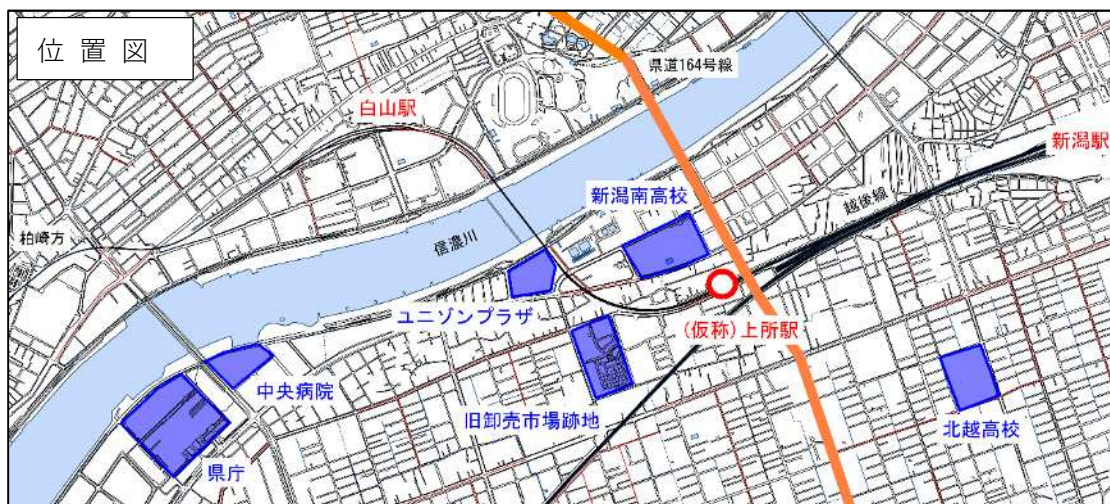 位置図
県道164号線
白山駅
新潟駅
新潟南高校
越後線
柏崎方
信濃川
ユニゾンプラザ
(仮称)上所駅
中央病院
旧卸売市場跡地
北越高校
県庁